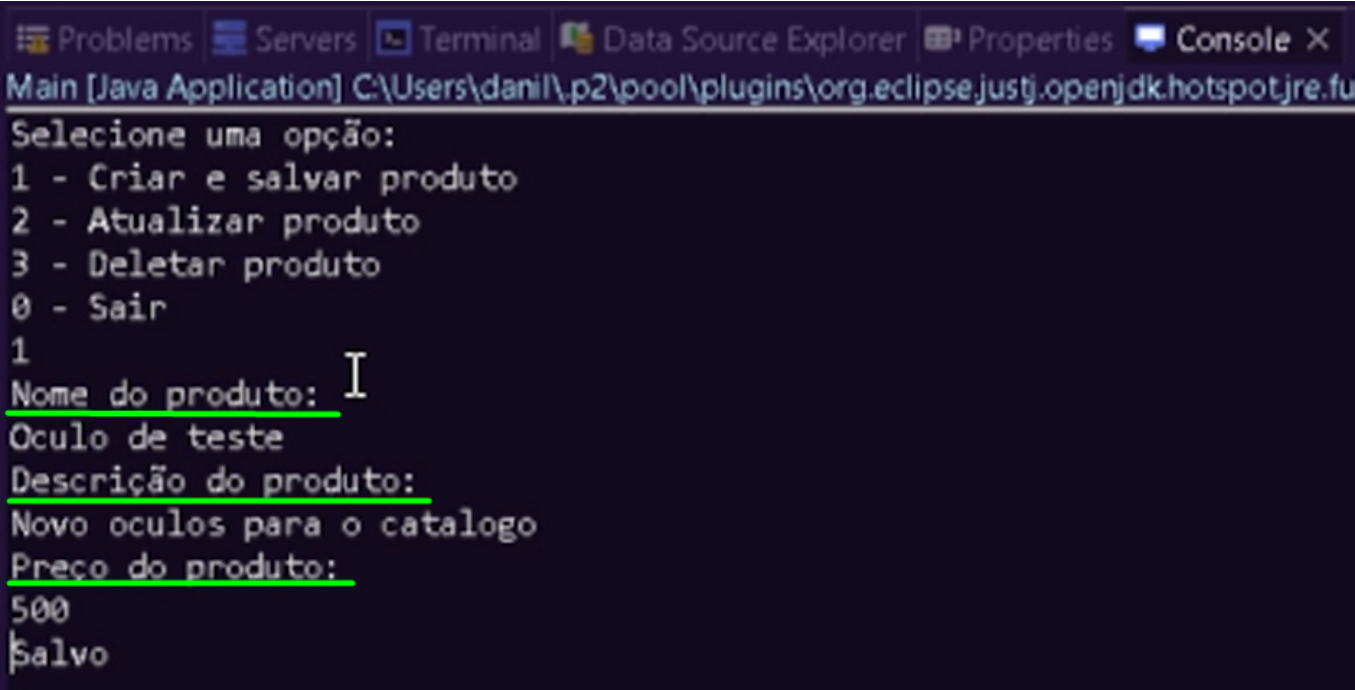 Problems Servers Terminal Data Source Explorer Properties Console
Main [Java Application] C:\Users\danil\.p2\pool\plugins\org.eclipse.justj.openjdk.hotspot.jre.fu
Selecione uma opção:
1 - Criar e salvar produto
2 - Atualizar produto
3 - Deletar produto
0 - Sair
1
Nome do produto:
Oculo de teste
Descrição do produto:
Novo oculos para o catalogo
Preço do produto:
500
Salvo